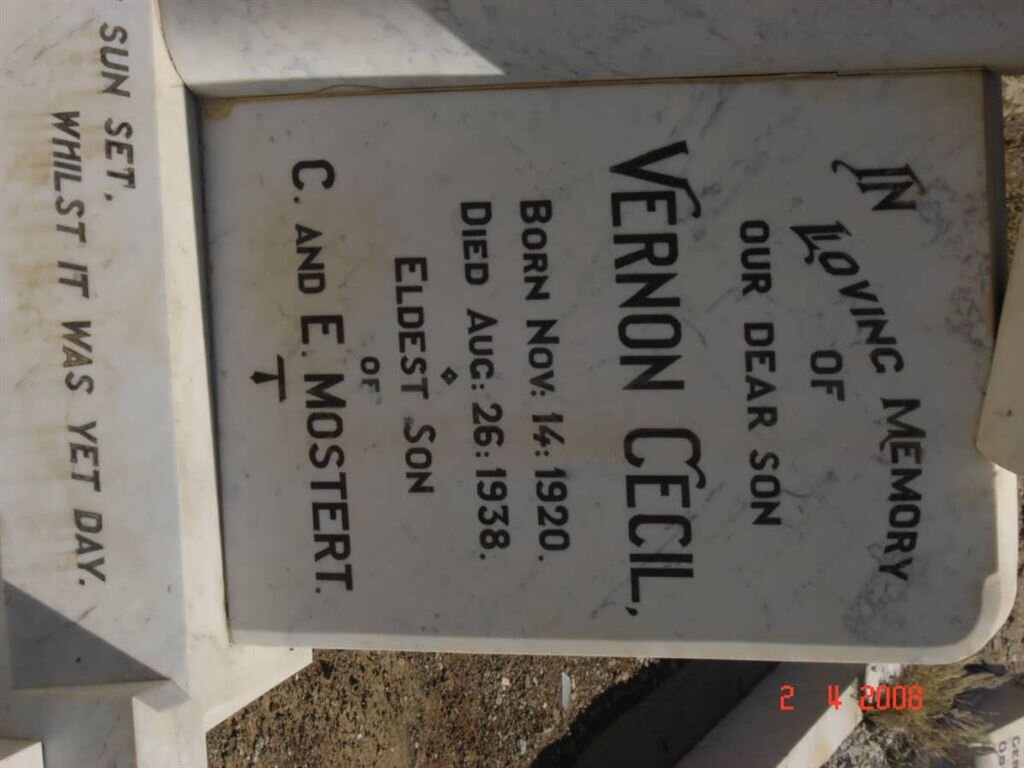 IN LOVING MEMORY
OF
OUR DEAR SON
VERNON CECIL,
BORN NOV: 14: 1920.
DIED AUG: 26: 1938.
ELDEST SON
OF
C. AND E. MOSTERT.
SUN SET,
WHILST IT WAS YET DAY.
2 4 2008